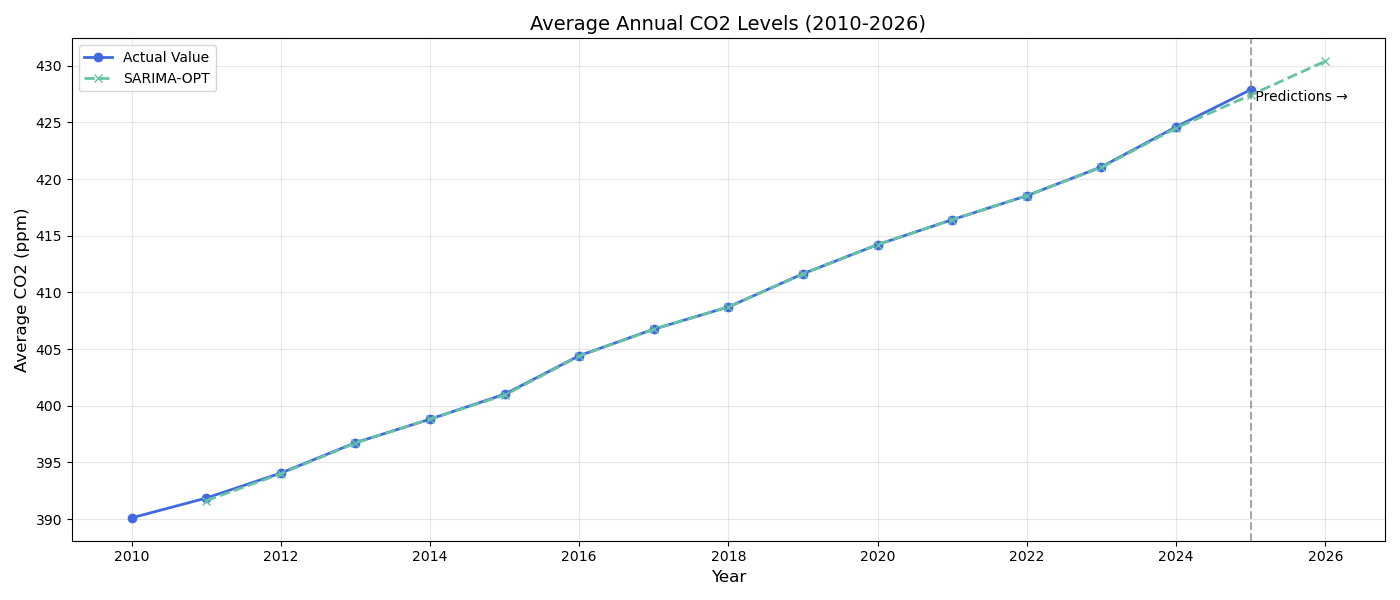 Average Annual CO2 Levels (2010-2026)
Actual Value
SARIMA-OPT
Predictions →
Average CO2 (ppm)
430
425
420
415
410
405
400
395
390
2010 2012 2014 2016 2018 2020 2022 2024 2026
Year